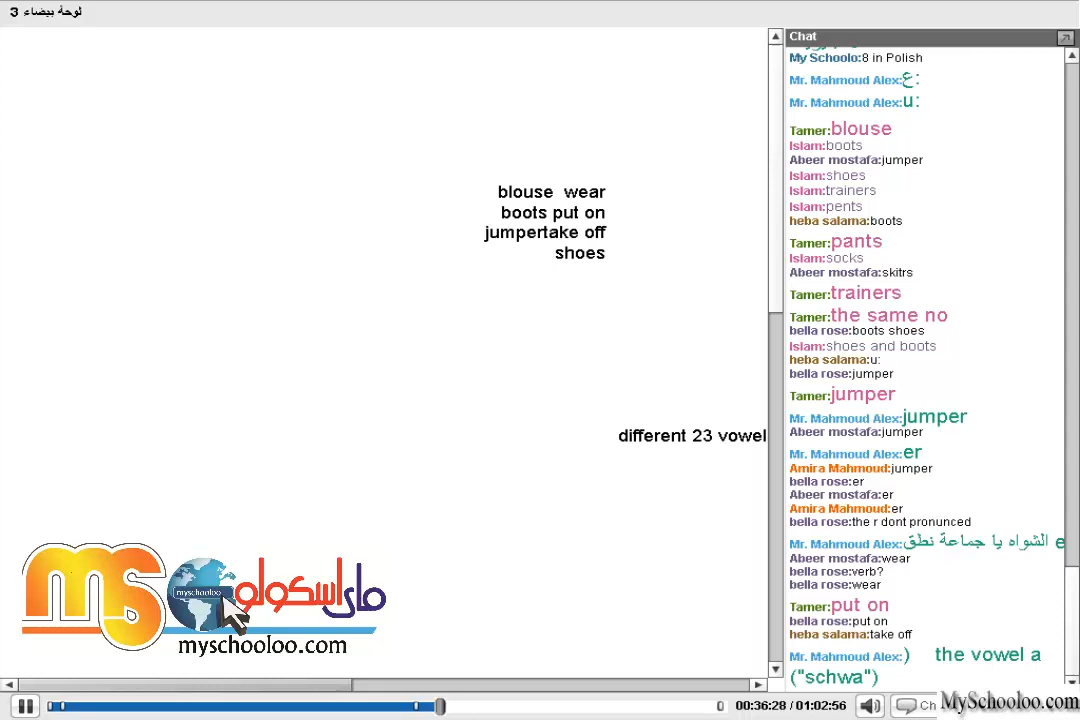 لوحة بيضاء 3
Chat
My Schoolo:8 in Polish
Mr. Mahmoud Alex:ع:
Mr. Mahmoud Alex:u:
Tamer:blouse
Islam:boots
Abeer mostafa:jumper
Islam:shoes
Islam:trainers
Islam:pents
heba salama:boots
Tamer:pants
Islam:socks
Abeer mostafa:skitrs
Tamer:trainers
Tamer:the same no
bella rose:boots shoes
Islam:shoes and boots
heba salama:u:
bella rose:jumper
Tamer:jumper
Mr. Mahmoud Alex:jumper
Abeer mostafa:jumper
Mr. Mahmoud Alex:er
Amira Mahmoud:jumper
bella rose:er
Abeer mostafa:er
Amira Mahmoud:er
bella rose:the r dont pronunced
Mr. Mahmoud Alex:الشواه يا جماعة نطق e
Abeer mostafa:wear
bella rose:verb?
bella rose:wear
Tamer:put on
bella rose:put on
heba salama:take off
Mr. Mahmoud Alex:) the vowel a
("schwa")
blouse wear
boots put on
jumpertake off
shoes
different 23 vowel
ms
myschooloo
ماى اسكولو
myschooloo.com
00:36:28 / 01:02:56
Ch
MySchooloo.com